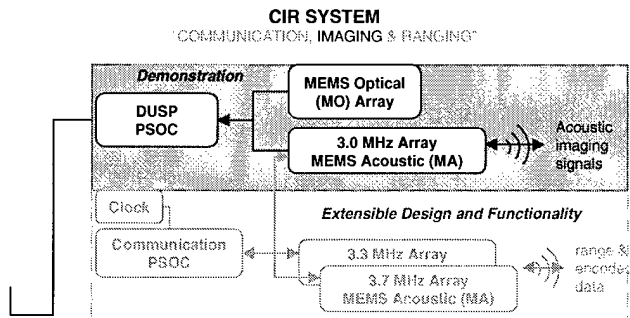 CIR SYSTEM
"COMMUNICATION, IMAGING & RANGING"
Demonstration
DUSP
PSOC
MEMS Optical
(MO) Array
3.0 MHz Array
MEMS Acoustic (MA)
Acoustic
imaging
signals
Clock
Extensible Design and Functionality
Communication
PSOC
3.3 MHz Array
3.7 MHz Array
MEMS Acoustic (MA)
range &
encoded
data